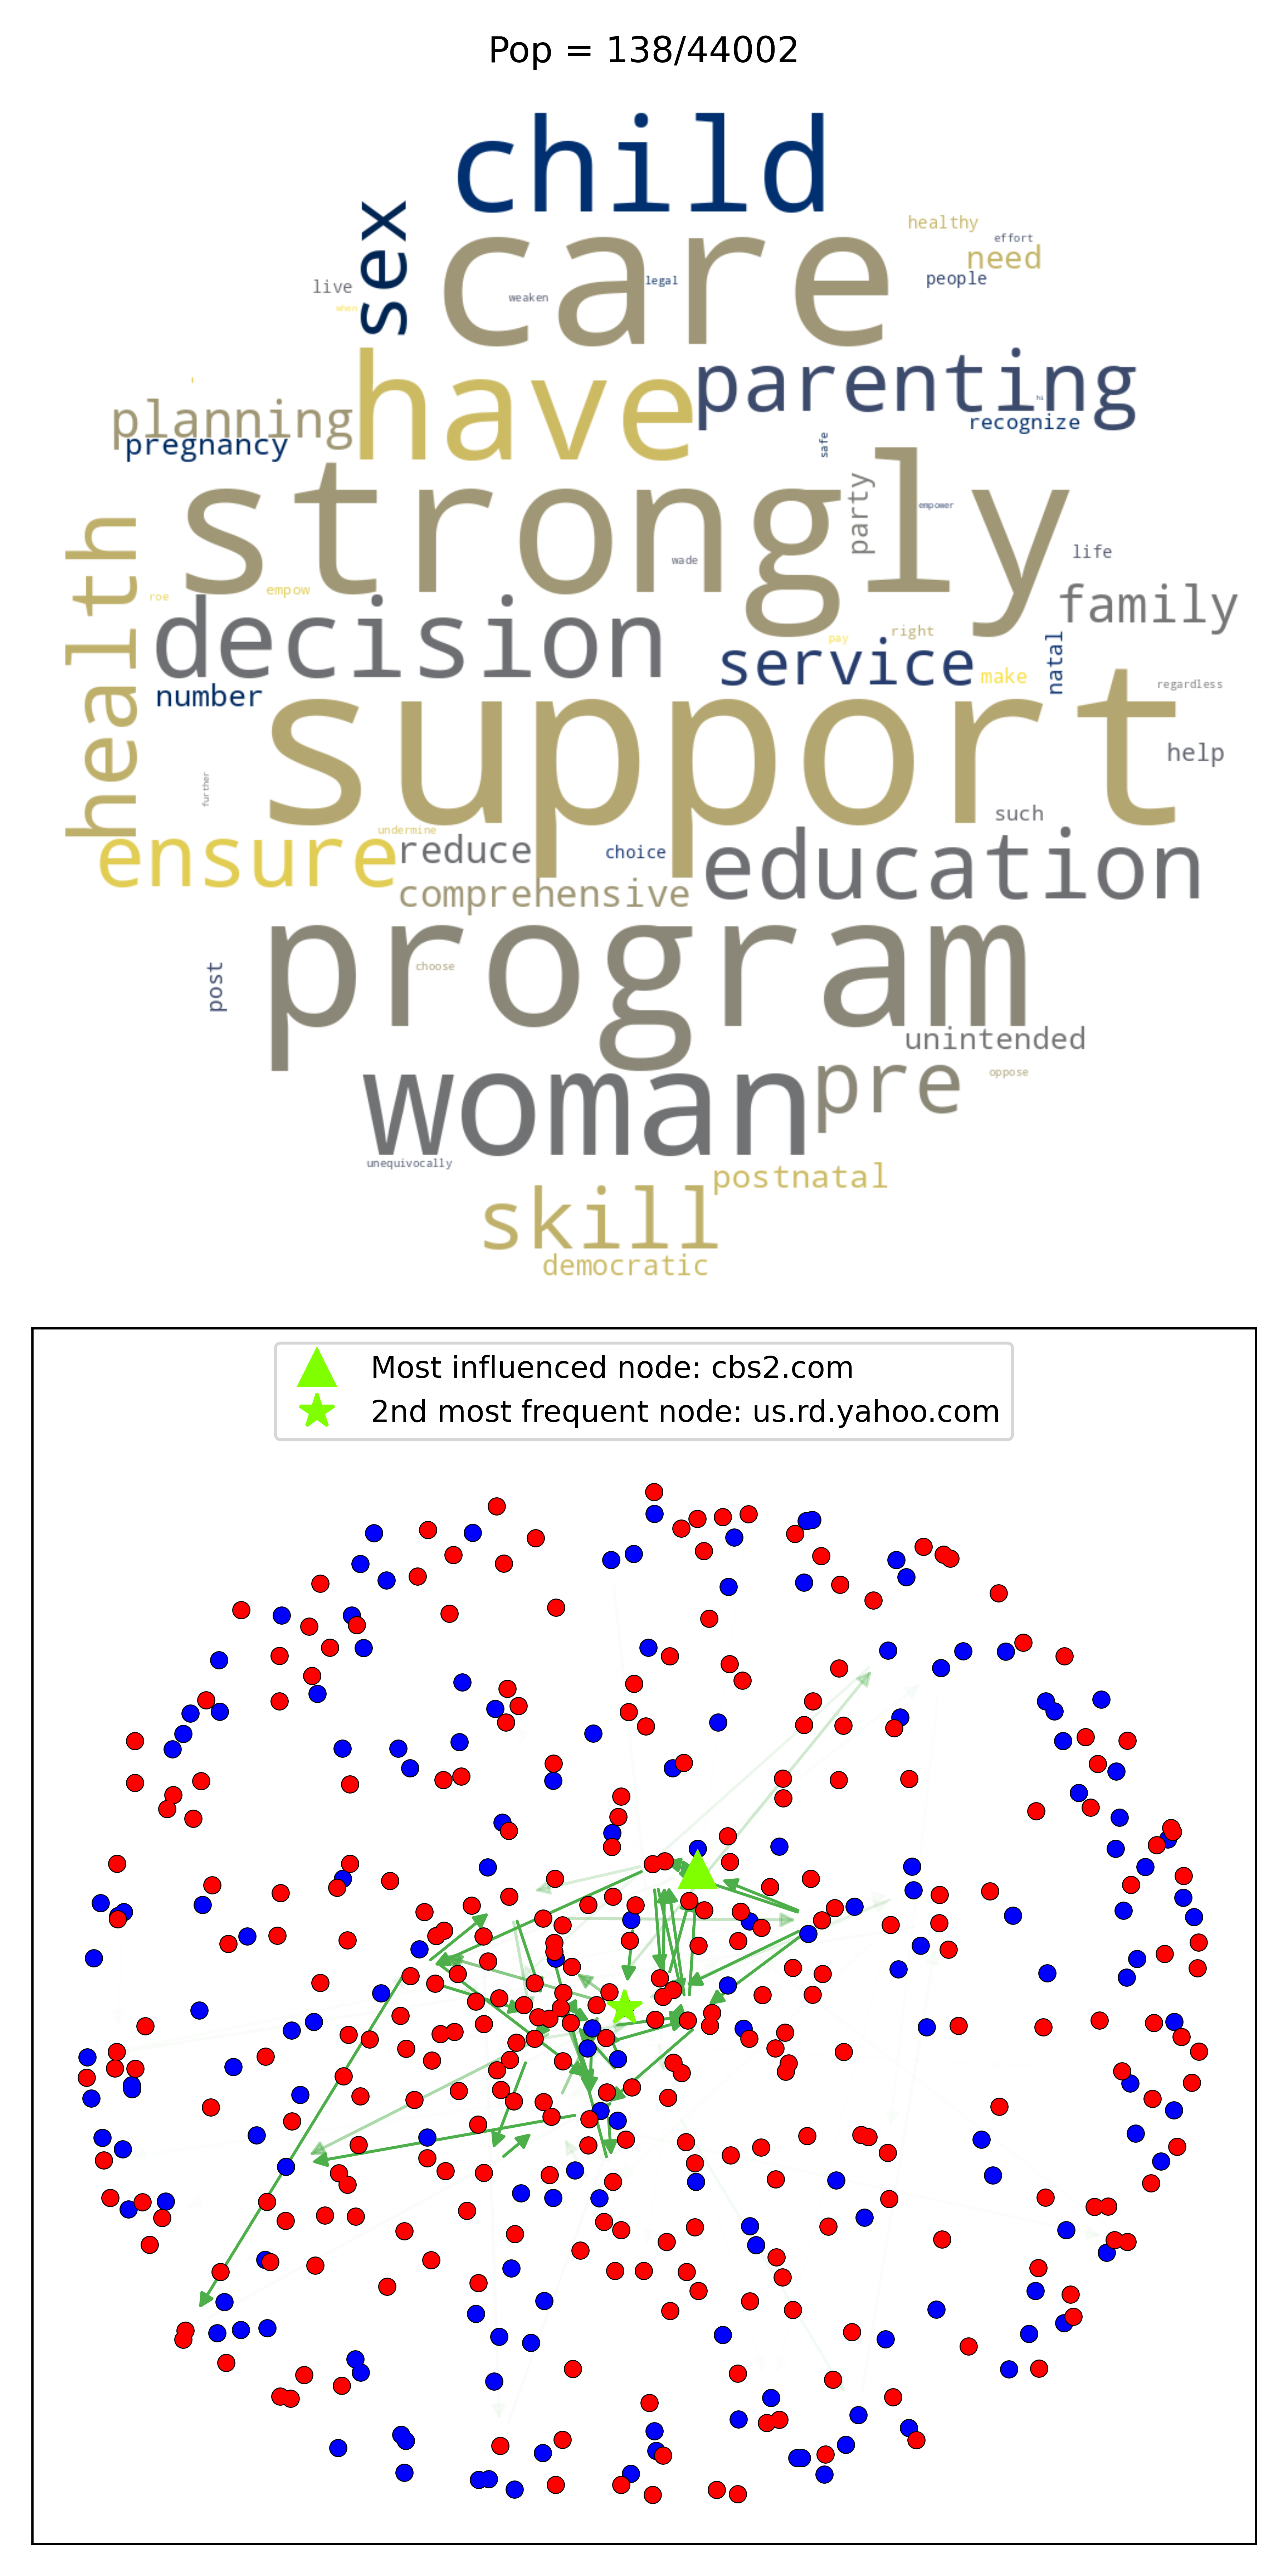 Pop = 138/44002
child
sex
care
healthy
effort
need
people
live
weaken
legal
when
have
parenting
hi
recognize
planning
pregnancy
safe
strongly
party
empower
wade
life
health
roe
empow
decision
family
right
pay
service
make
natal
regardless
number
support
help
further
such
undermine
ensure
reduce
choice
education
comprehensive
program
choose
post
unintended
woman
pre
oppose
unequivocally
postnatal
skill
democratic
Most influenced node: cbs2.com
2nd most frequent node: us.rd.yahoo.com